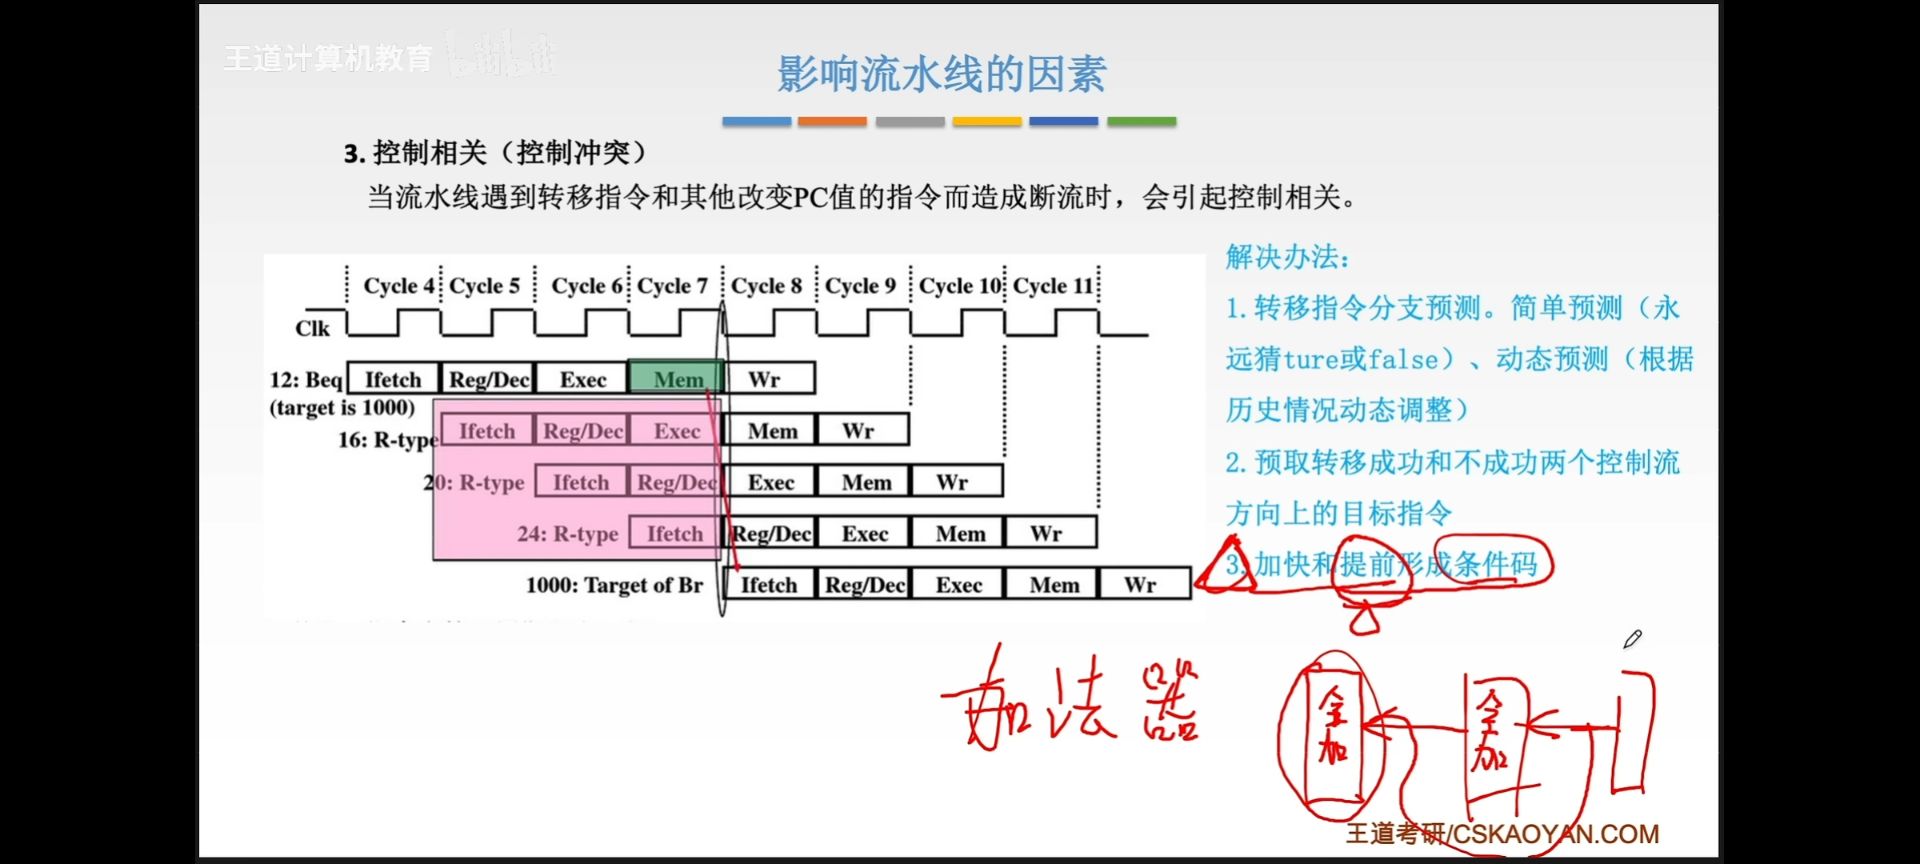 王道计算机教育 bilibili
影响流水线的因素
3. 控制相关（控制冲突）
当流水线遇到转移指令和其他改变PC值的指令而造成断流时，会引起控制相关。
Cycle 4 Cycle 5 Cycle 6 Cycle 7 Cycle 8 Cycle 9 Cycle 10 Cycle 11
Clk
12: Beq Ifetch Reg/Dec Exec Mem Wr
(target is 1000)
16: R-type Ifetch Reg/Dec Exec Mem Wr
20: R-type Ifetch Reg/Dec Exec Mem Wr
24: R-type Ifetch Reg/Dec Exec Mem Wr
1000: Target of Br Ifetch Reg/Dec Exec Mem Wr
解决办法：
1.转移指令分支预测。简单预测（永
远猜ture或false）、动态预测（根据
历史情况动态调整）
2.预取转移成功和不成功两个控制流
方向上的目标指令
3.加快和提前形成条件码
加法器
全加 全加
王道考研/CSKAOYAN.COM